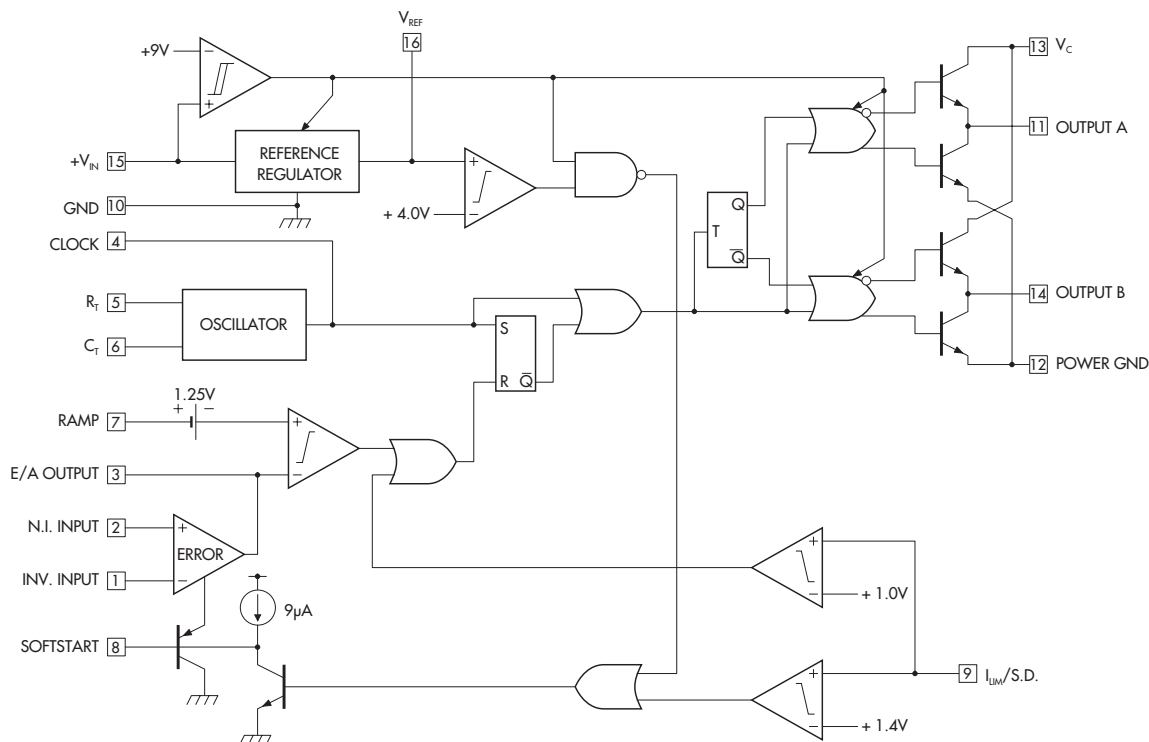 V_REF
16
+9V
−
+
13 V_C
11 OUTPUT A
+V_IN 15
REFERENCE
REGULATOR
+
−
+ 4.0V
GND 10
CLOCK 4
Q
T
Q̅
R_T 5
OSCILLATOR
C_T 6
S
R Q̅
14 OUTPUT B
12 POWER GND
1.25V
+ −
RAMP 7
+
−
E/A OUTPUT 3
N.I. INPUT 2
+
ERROR
−
INV. INPUT 1
9µA
SOFTSTART 8
+
−
+ 1.0V
9 I_LIM/S.D.
+
−
+ 1.4V